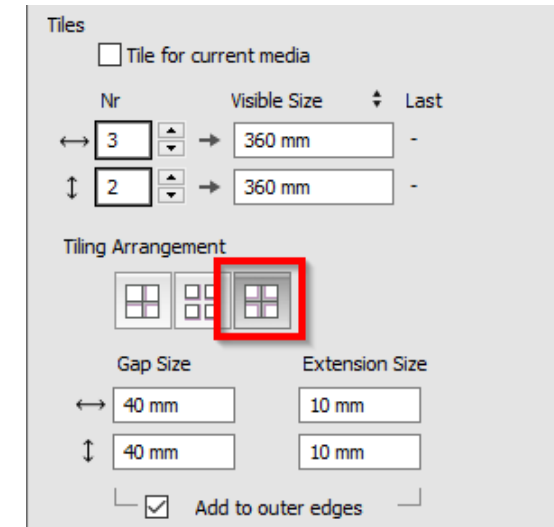 Tiles
Tile for current media
Nr Visible Size Last
3 360 mm -
2 360 mm -
Tiling Arrangement
Gap Size Extension Size
40 mm 10 mm
40 mm 10 mm
Add to outer edges